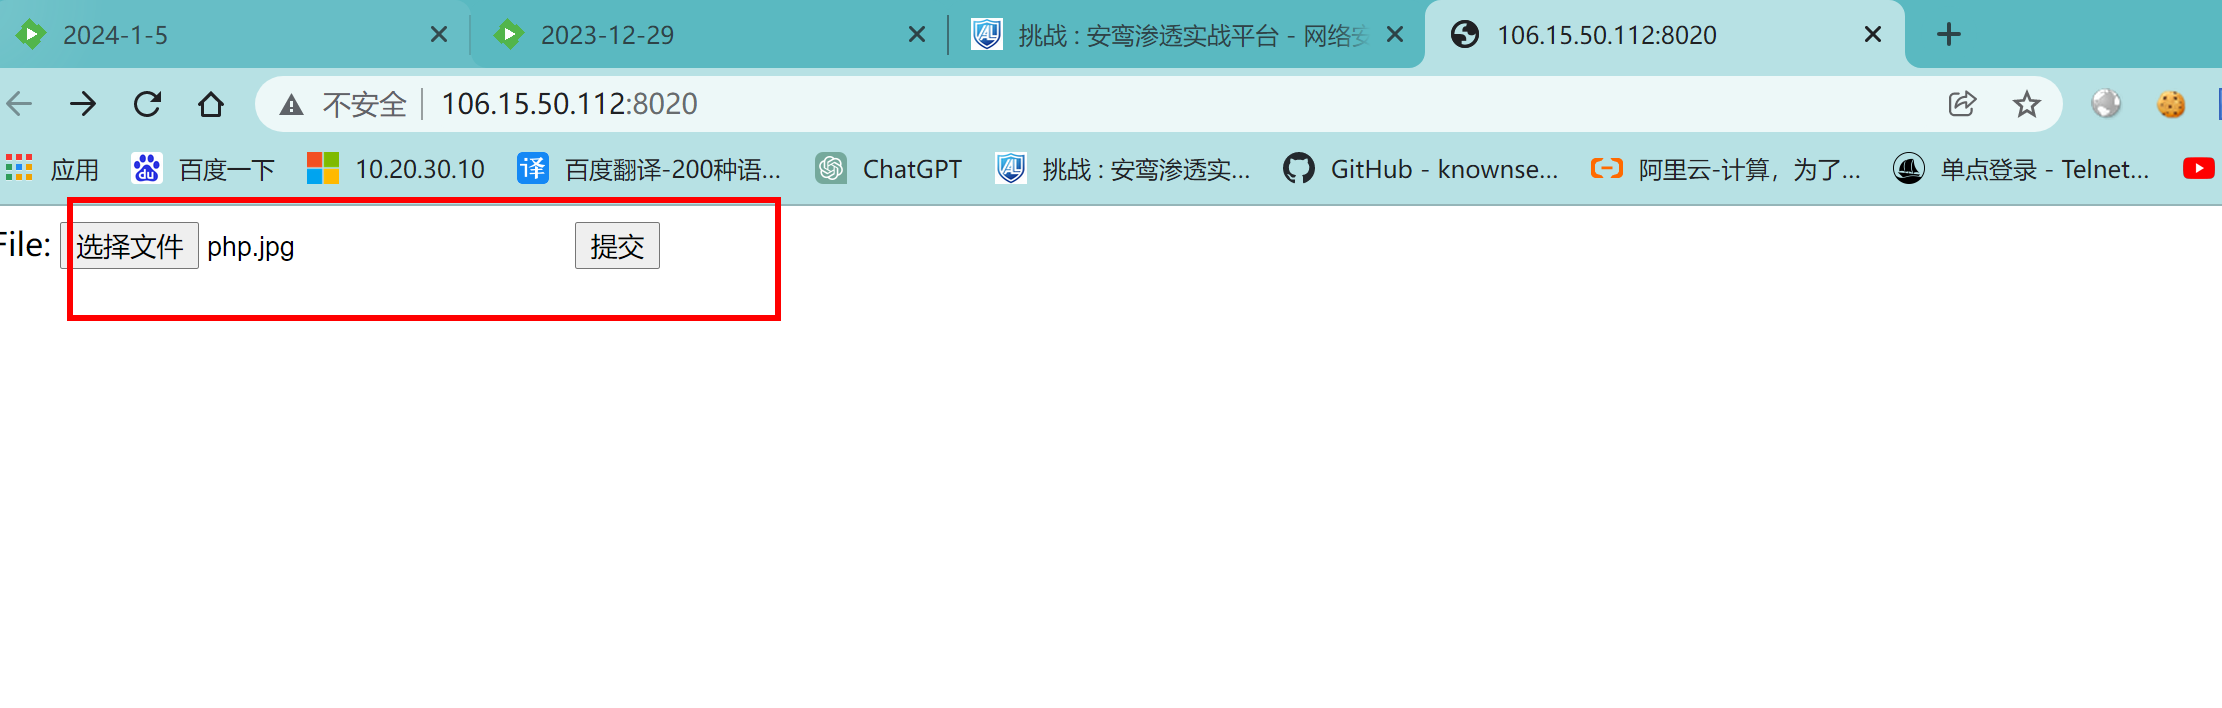 2024-1-5 2023-12-29 挑战 : 安鸾渗透实战平台 - 网络安 106.15.50.112:8020
不安全 106.15.50.112:8020
应用 百度一下 10.20.30.10 百度翻译-200种语... ChatGPT 挑战 : 安鸾渗透实... GitHub - knownse... 阿里云-计算，为了... 单点登录 - Telnet...
File: 选择文件 php.jpg 提交